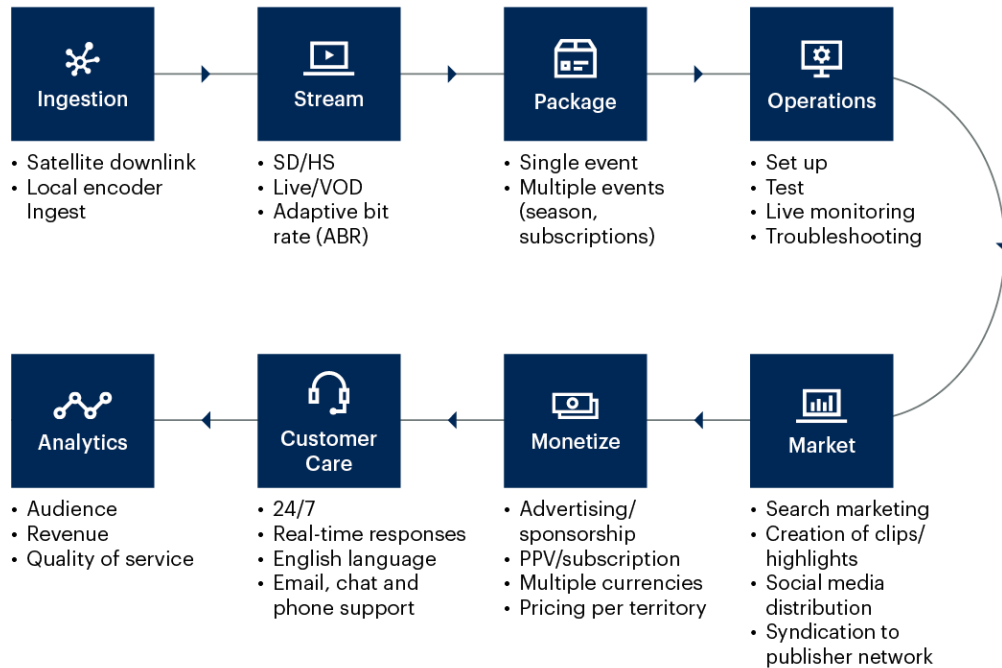 Ingestion
• Satellite downlink
• Local encoder
Ingest
Stream
• SD/HS
• Live/VOD
• Adaptive bit
rate (ABR)
Package
• Single event
• Multiple events
(season,
subscriptions)
Operations
• Set up
• Test
• Live monitoring
• Troubleshooting
Market
• Search marketing
• Creation of clips/
highlights
• Social media
distribution
• Syndication to
publisher network
Monetize
• Advertising/
sponsorship
• PPV/subscription
• Multiple currencies
• Pricing per territory
Customer
Care
• 24/7
• Real-time responses
• English language
• Email, chat and
phone support
Analytics
• Audience
• Revenue
• Quality of service